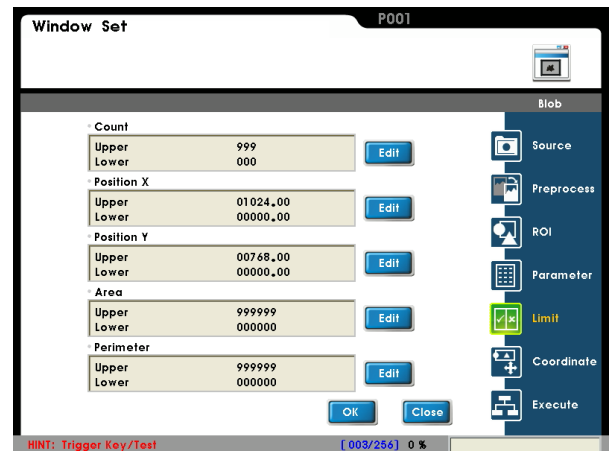 Window Set
P001
Blob
Count
Upper 999
Lower 000
Edit
Position X
Upper 01024.00
Lower 00000.00
Edit
Position Y
Upper 00768.00
Lower 00000.00
Edit
Area
Upper 999999
Lower 000000
Edit
Perimeter
Upper 999999
Lower 000000
Edit
OK
Close
Source
Preprocess
ROI
Parameter
Limit
Coordinate
Execute
HINT: Trigger Key/Test
[003/256] 0 %